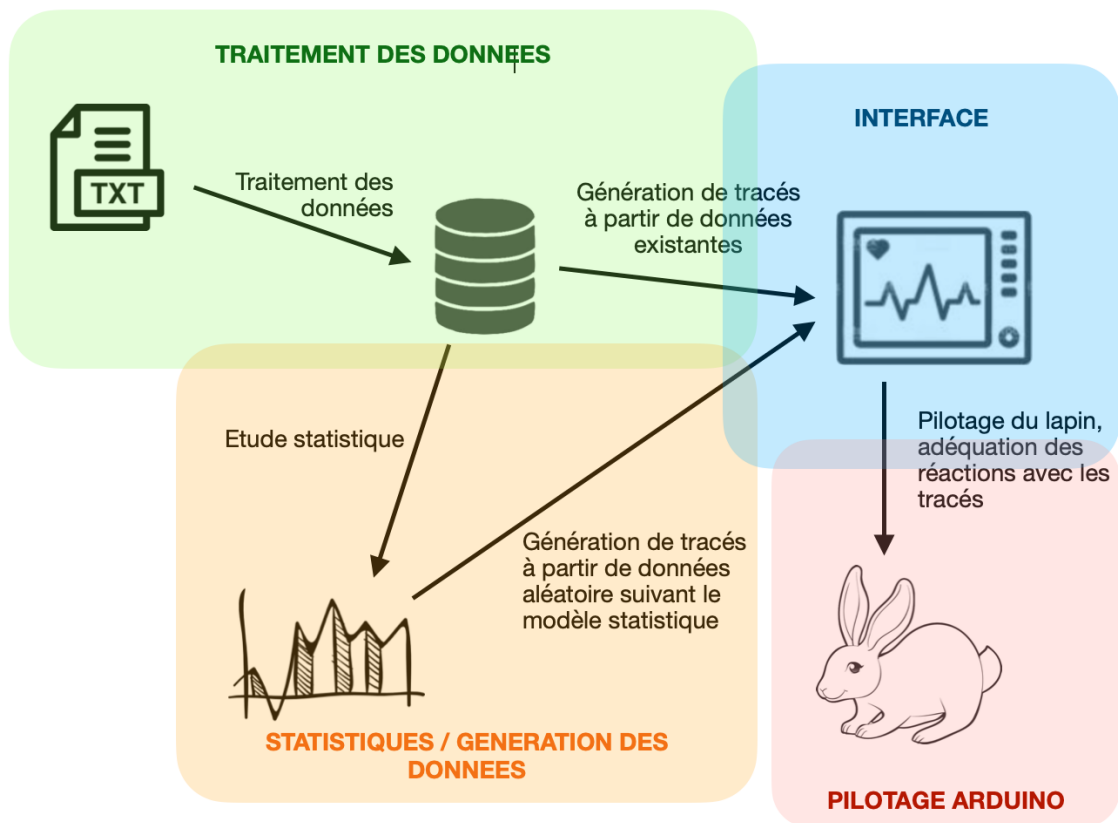 TRAITEMENT DES DONNEES
INTERFACE
TXT
Traitement des
données
Génération de tracés
à partir de données
existantes
Etude statistique
Pilotage du lapin,
adéquation des
réactions avec les
tracés
Génération de tracés
à partir de données
aléatoire suivant le
modèle statistique
STATISTIQUES / GENERATION DES
DONNEES
PILOTAGE ARDUINO